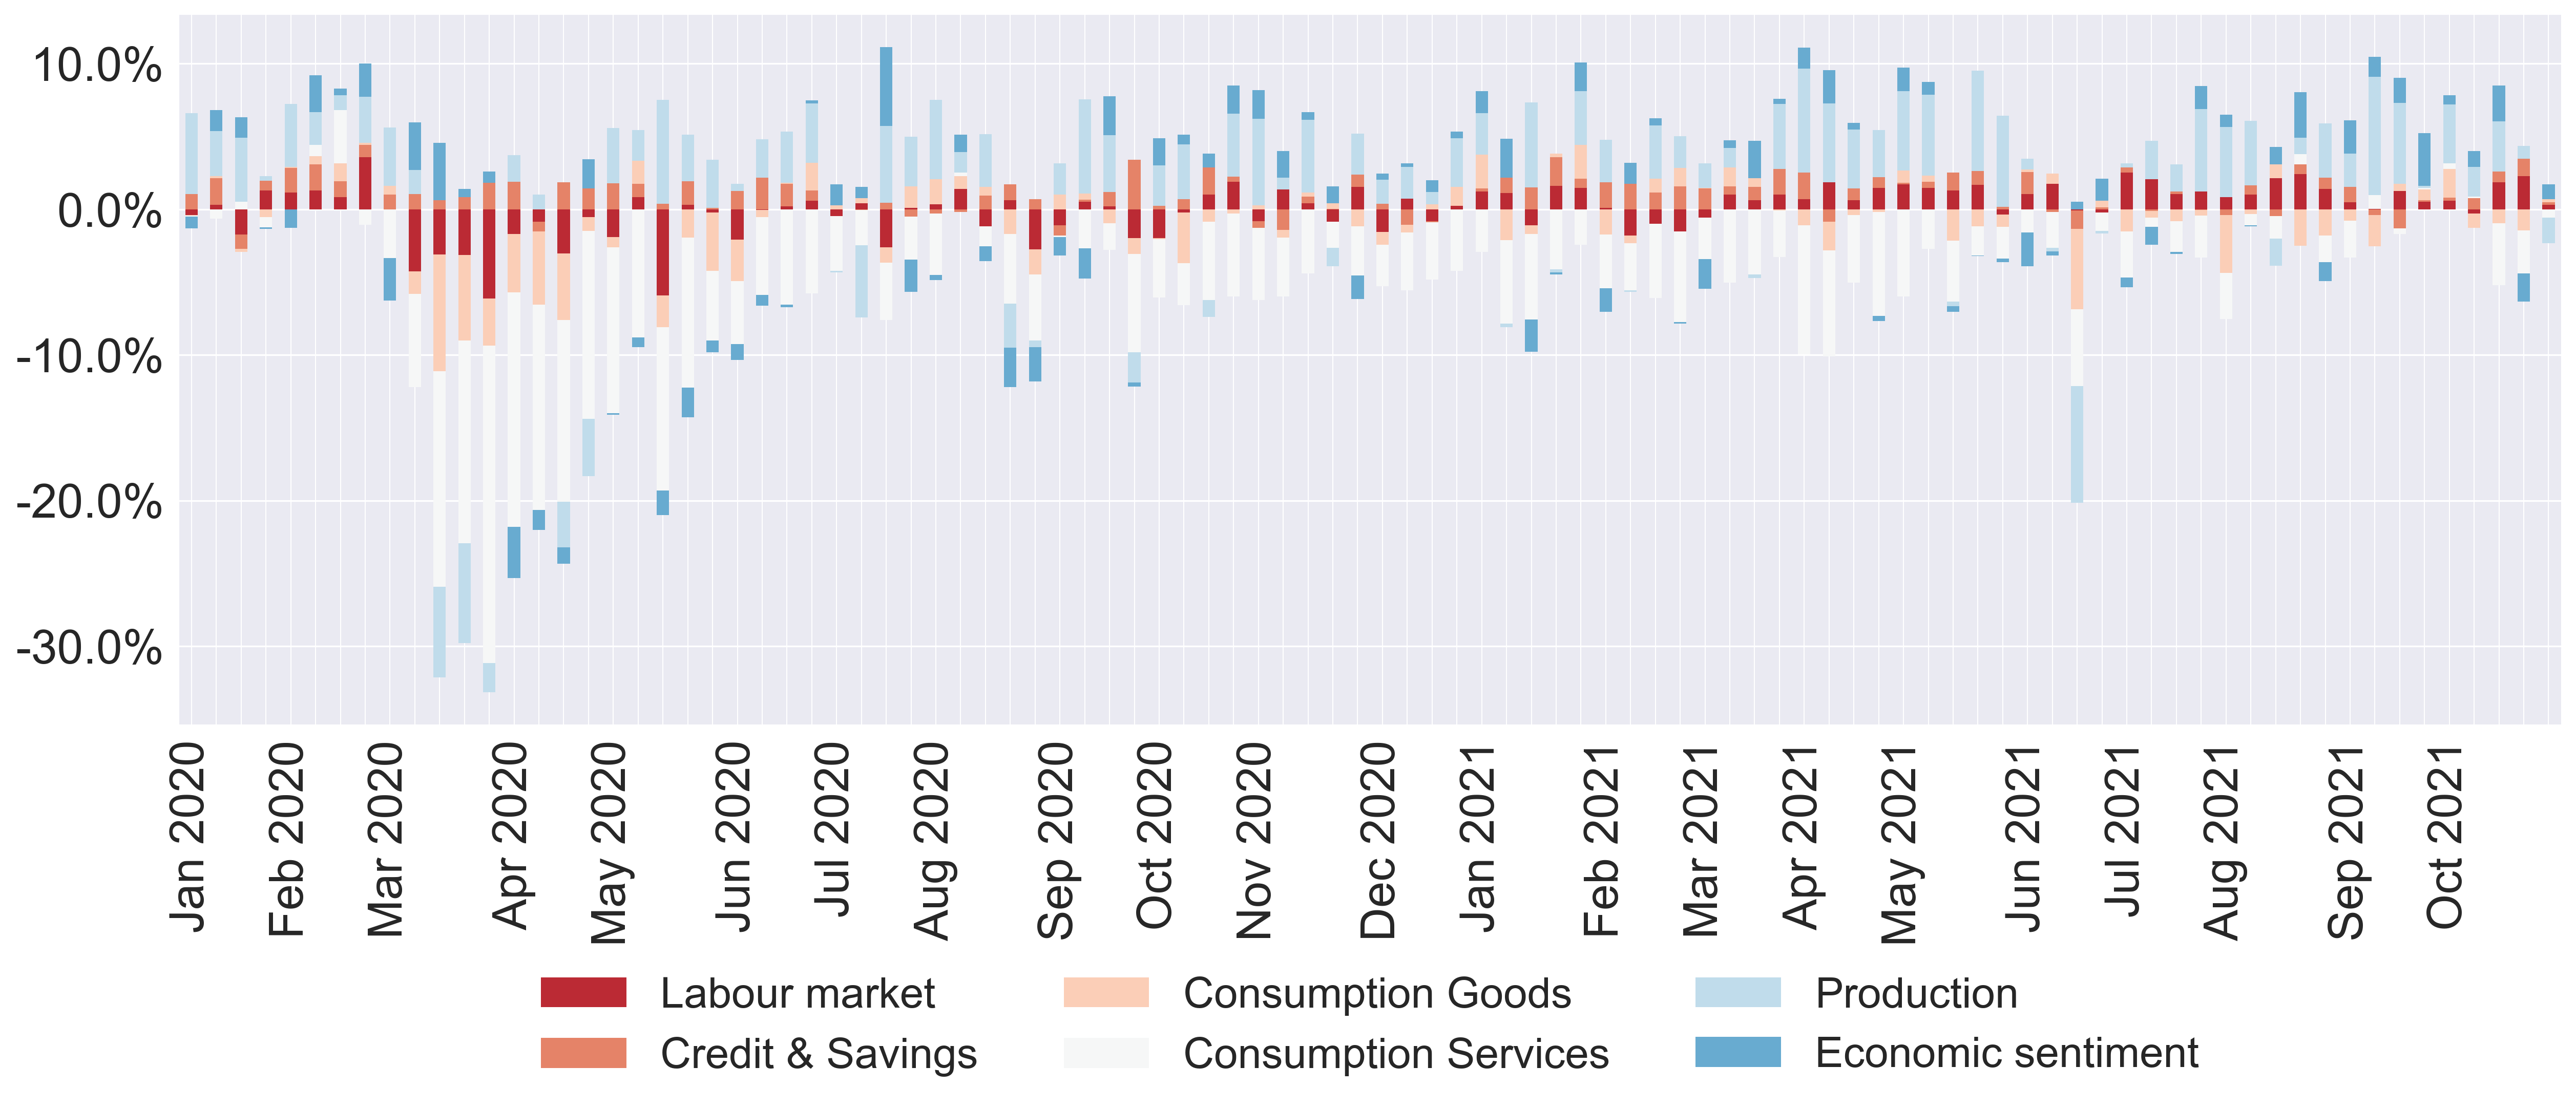 10.0%
0.0%
-10.0%
-20.0%
-30.0%
Jan 2020
Feb 2020
Mar 2020
Apr 2020
May 2020
Jun 2020
Jul 2020
Aug 2020
Sep 2020
Oct 2020
Nov 2020
Dec 2020
Jan 2021
Feb 2021
Mar 2021
Apr 2021
May 2021
Jun 2021
Jul 2021
Aug 2021
Sep 2021
Oct 2021
Labour market
Credit & Savings
Consumption Goods
Consumption Services
Production
Economic sentiment